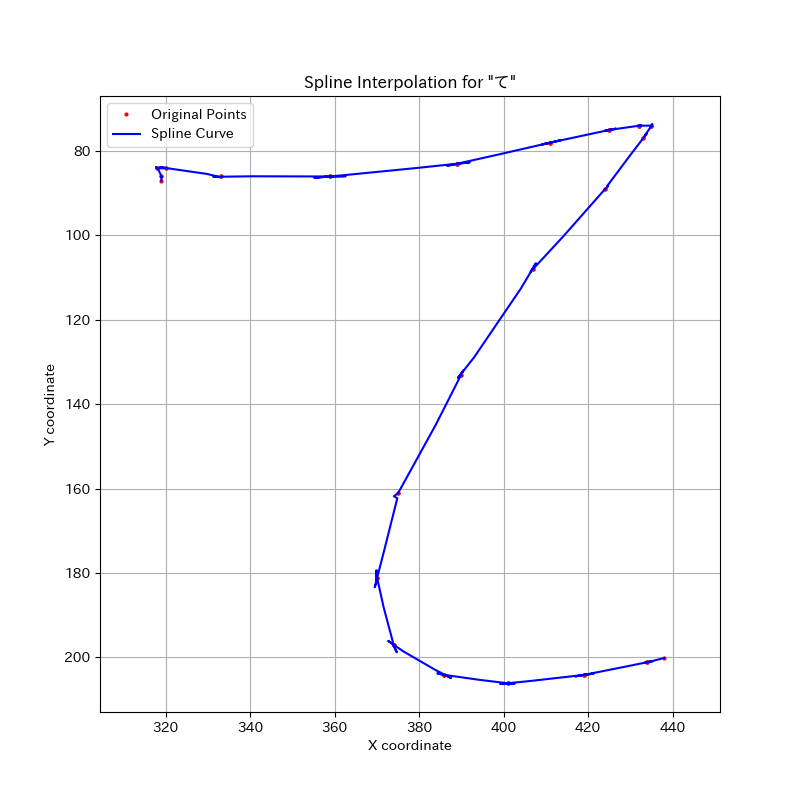 Spline Interpolation for "て"
Original Points
Spline Curve
80
100
120
140
160
180
200
Y coordinate
320 340 360 380 400 420 440
X coordinate